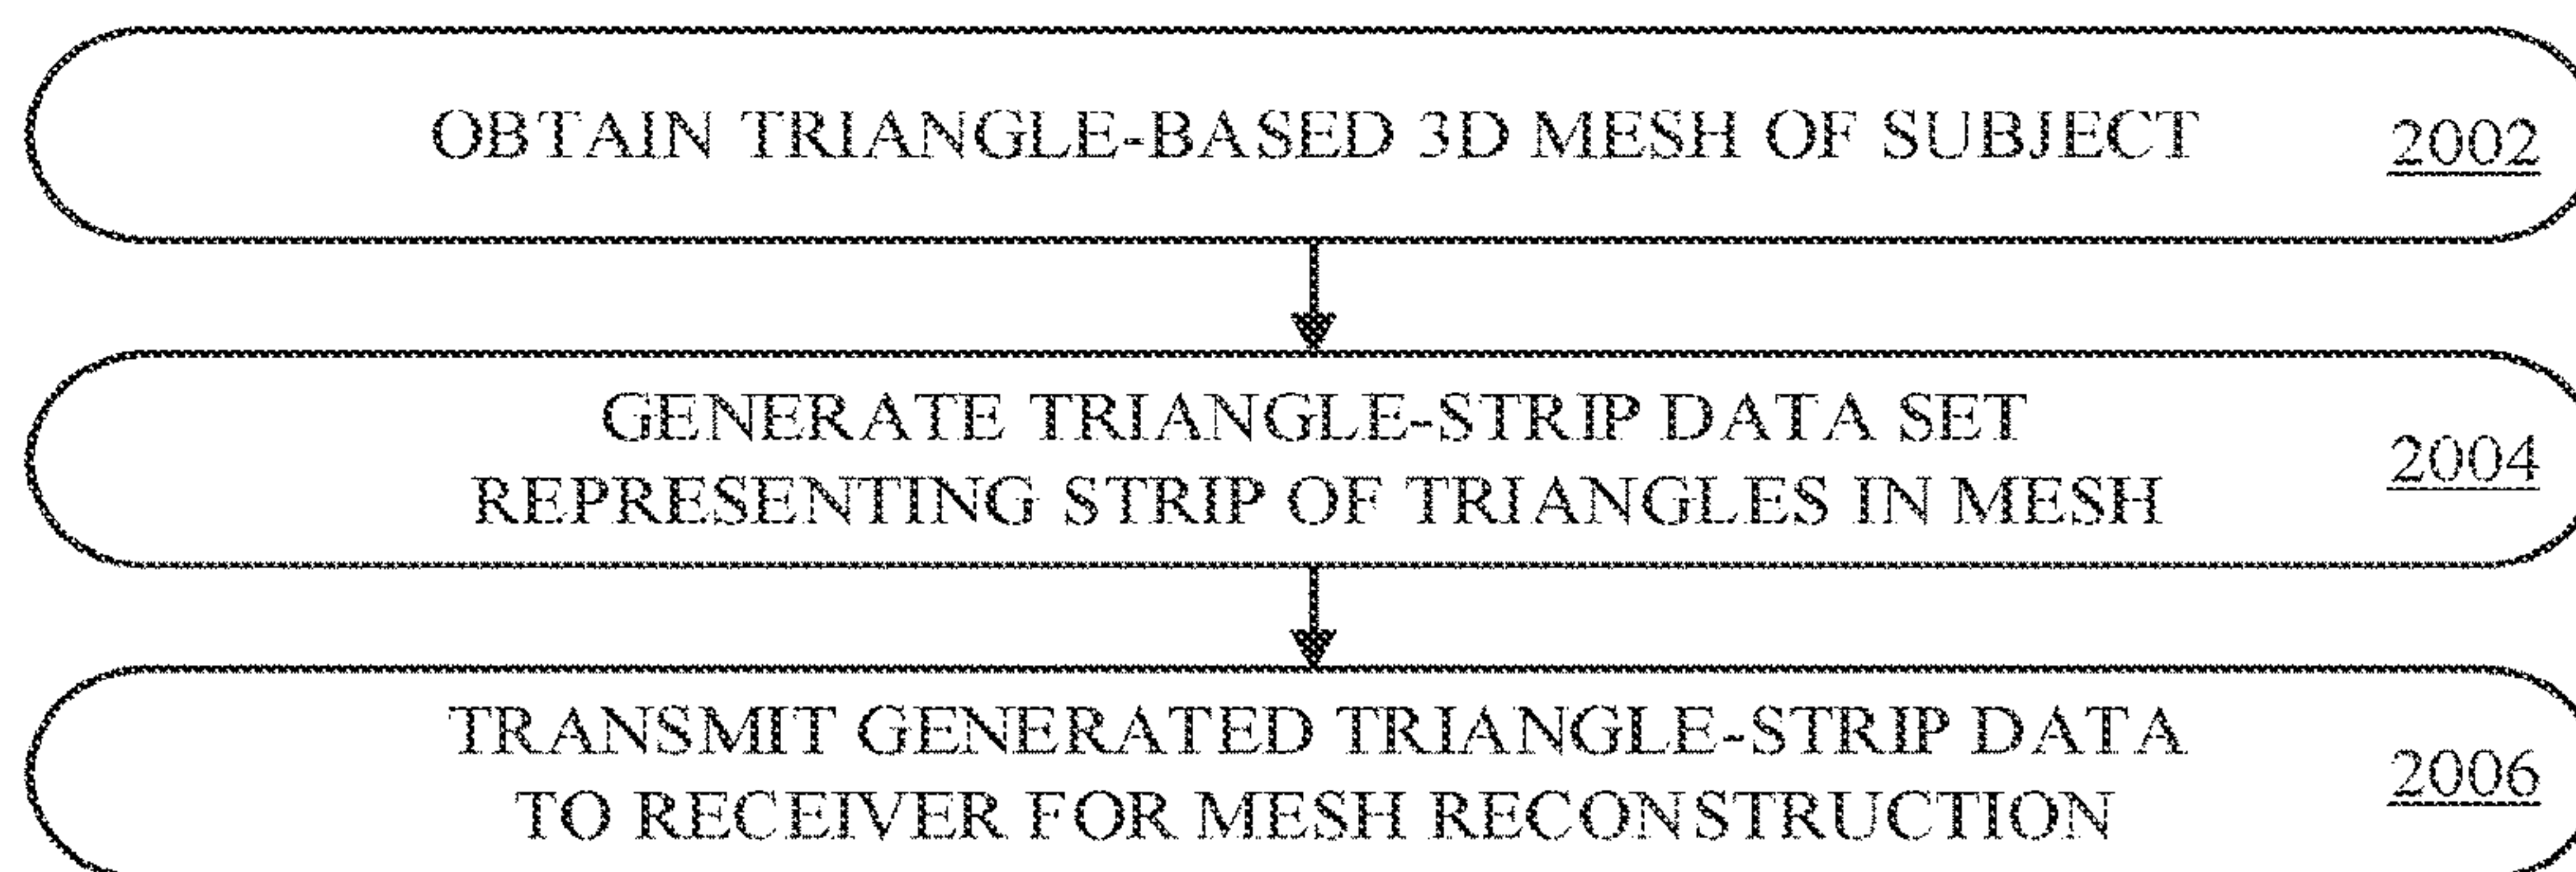 OBTAIN TRIANGLE-BASED 3D MESH OF SUBJECT 2002
GENERATE TRIANGLE-STRIP DATA SET
REPRESENTING STRIP OF TRIANGLES IN MESH 2004
TRANSMIT GENERATED TRIANGLE-STRIP DATA
TO RECEIVER FOR MESH RECONSTRUCTION 2006